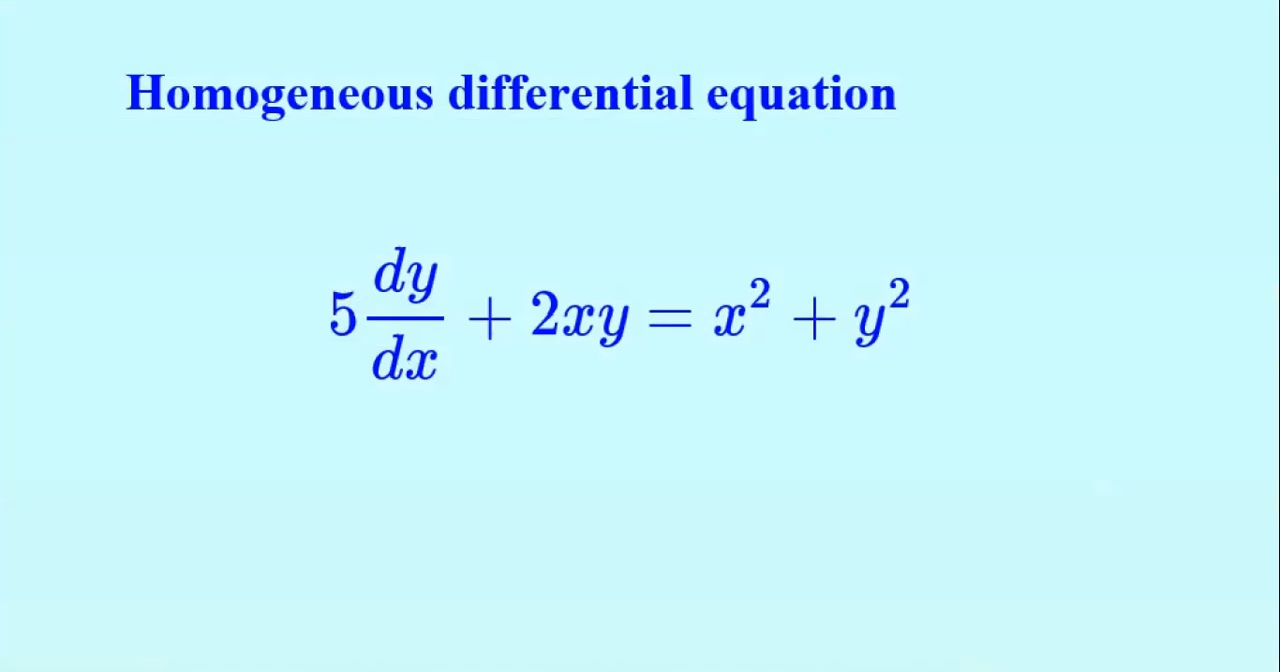 Homogeneous differential equation
5 dy/dx + 2xy = x² + y²